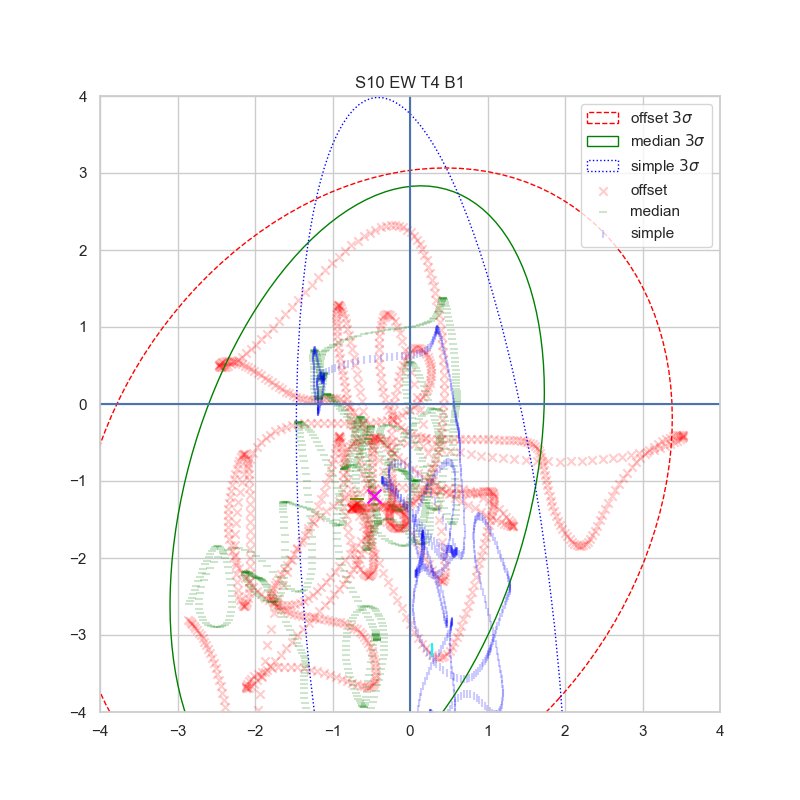 S10 EW T4 B1
offset 3σ
median 3σ
simple 3σ
offset
median
simple
4
3
2
1
0
−1
−2
−3
−4
−4 −3 −2 −1 0 1 2 3 4